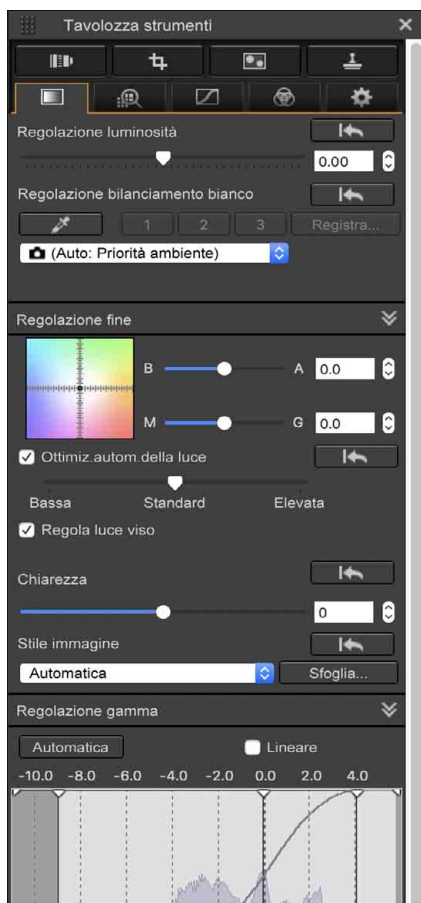 Tavolozza strumenti
Regolazione luminosità
0.00
Regolazione bilanciamento bianco
1 2 3 Registra...
(Auto: Priorità ambiente)
Regolazione fine
B A 0.0
M G 0.0
Ottimiz.autom.della luce
Bassa Standard Elevata
Regola luce viso
Chiarezza
0
Stile immagine
Automatica Sfoglia...
Regolazione gamma
Automatica Lineare
-10.0 -8.0 -6.0 -4.0 -2.0 0.0 2.0 4.0